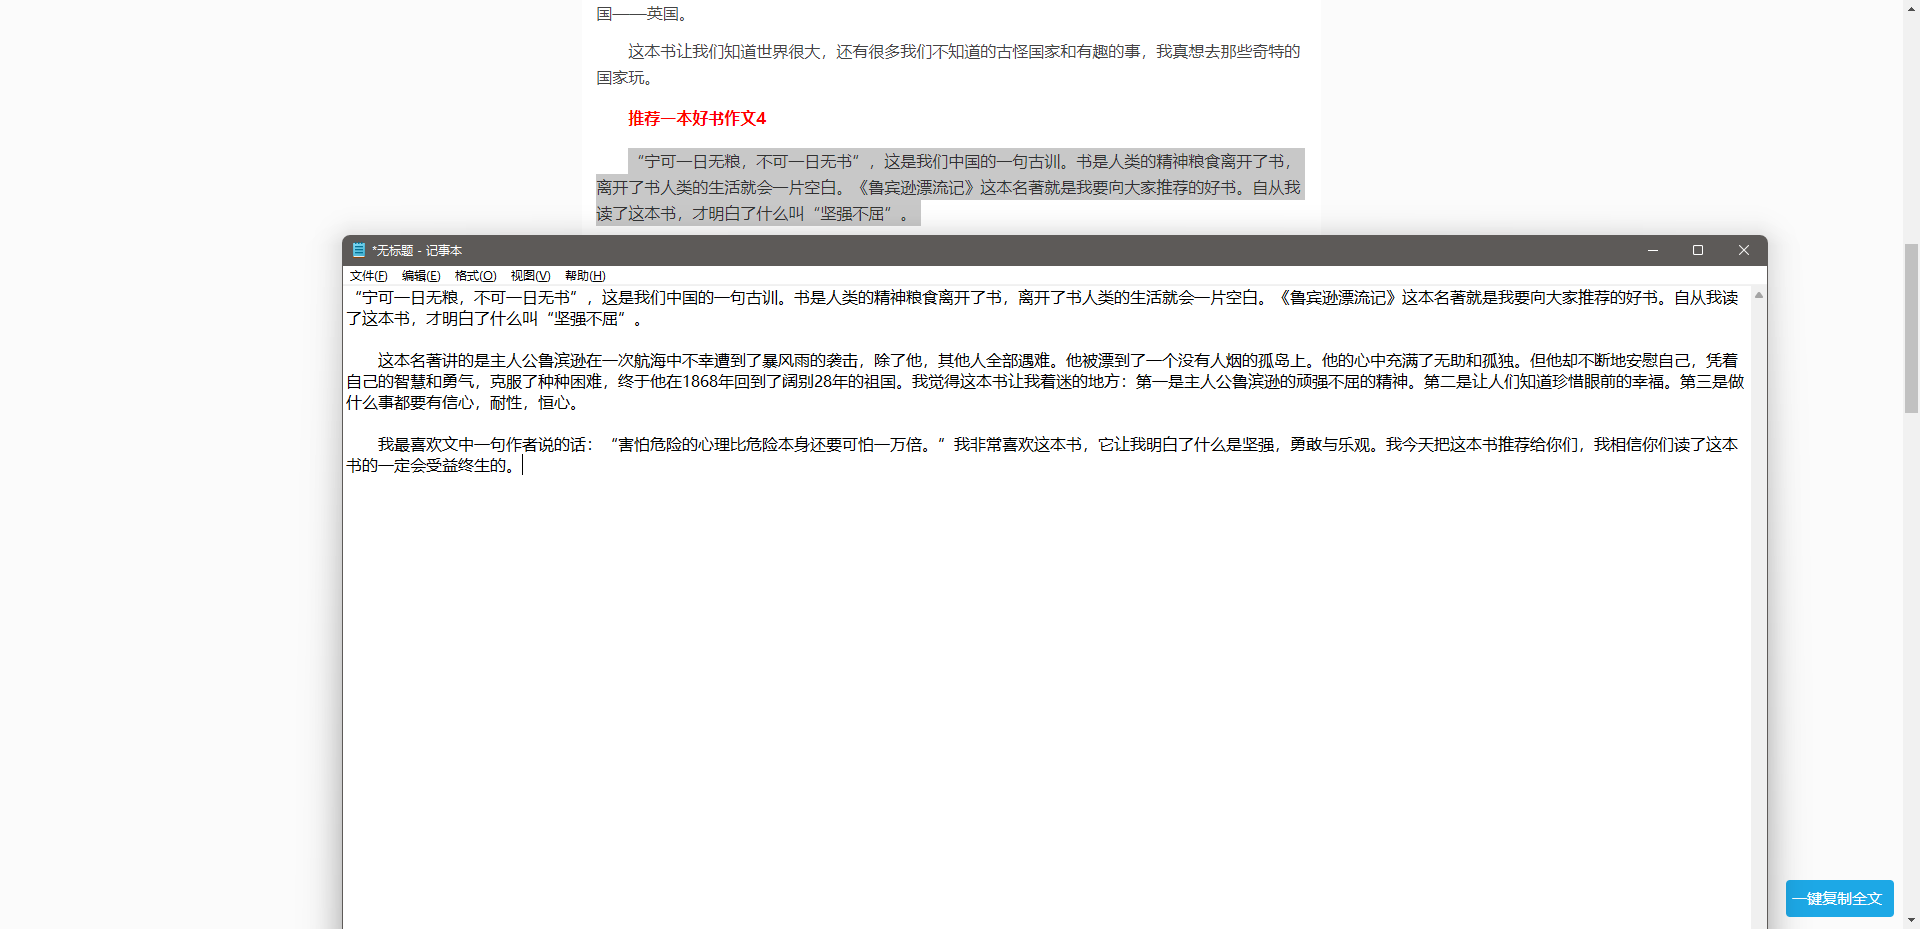 国——英国。
这本书让我们知道世界很大，还有很多我们不知道的古怪国家和有趣的事，我真想去那些奇特的
国家玩。
推荐一本好书作文4
“宁可一日无粮，不可一日无书”，这是我们中国的一句古训。书是人类的精神粮食离开了书，
离开了书人类的生活就会一片空白。《鲁宾逊漂流记》这本名著就是我要向大家推荐的好书。自从我
读了这本书，才明白了什么叫“坚强不屈”。
*无标题 - 记事本
文件(F) 编辑(E) 格式(O) 视图(V) 帮助(H)
“宁可一日无粮，不可一日无书”，这是我们中国的一句古训。书是人类的精神粮食离开了书，离开了书人类的生活就会一片空白。《鲁宾逊漂流记》这本名著就是我要向大家推荐的好书。自从我读
了这本书，才明白了什么叫“坚强不屈”。
这本名著讲的是主人公鲁滨逊在一次航海中不幸遭到了暴风雨的袭击，除了他，其他人全部遇难。他被漂到了一个没有人烟的孤岛上。他的心中充满了无助和孤独。但他却不断地安慰自己，凭着
自己的智慧和勇气，克服了种种困难，终于他在1868年回到了阔别28年的祖国。我觉得这本书让我着迷的地方：第一是主人公鲁滨逊的顽强不屈的精神。第二是让人们知道珍惜眼前的幸福。第三是做
什么事都要有信心，耐性，恒心。
我最喜欢文中一句作者说的话：“害怕危险的心理比危险本身还要可怕一万倍。”我非常喜欢这本书，它让我明白了什么是坚强，勇敢与乐观。我今天把这本书推荐给你们，我相信你们读了这本
书的一定会受益终生的。
一键复制全文